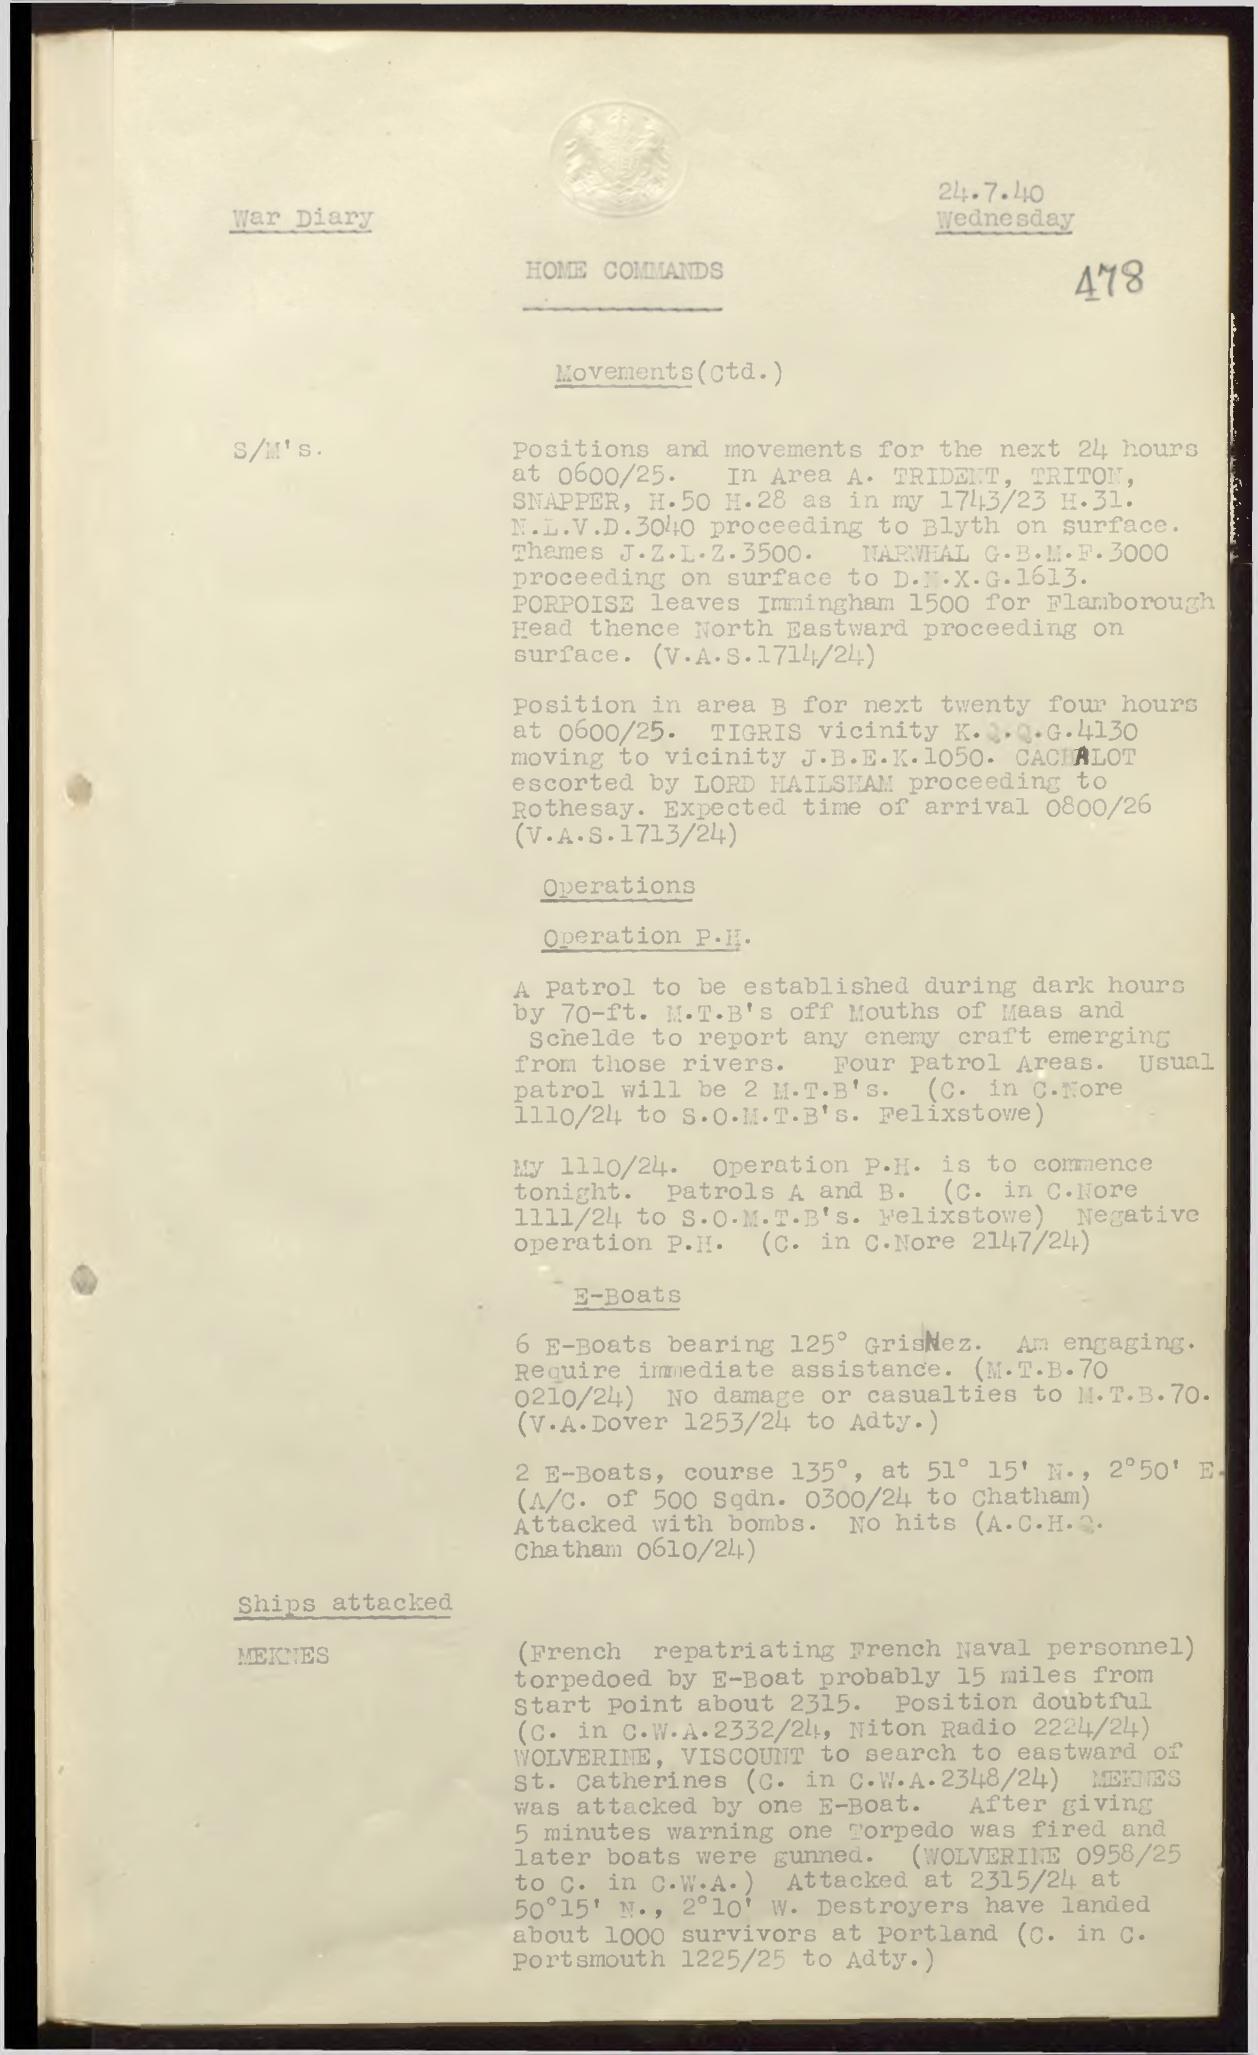 24.7.40
War Diary
Wednesday
HOME COMMANDS
478
Movements(Ctd.)
S/M's.
Positions and movements for the next 24 hours
at 0600/25. In Area A. TRIDENT, TRITON,
SNAPPER, H.50 H.28 as in my 1743/23 H.31.
N.L.V.D.3040 proceeding to Blyth on surface.
Thames J.Z.L.Z.3500. NARWHAL G.B.M.F.3000
proceeding on surface to
PORPOISE leaves Immingham 1500 for Flamborough
Head thence North Eastward proceeding on
surface. (V.A.S.1714/24)
Position in area B for next twenty four hours
at 0600/25. TIGRIS vicinity
moving to vicinity J.B.E.K.1050. CACHALOT
escorted by LORD HAILSHAM proceeding to
Rothesay. Expected time of arrival 0800/26
(V.A.S.1713/24)
Operations
Operation P.H.
A patrol to be established during dark hours
by 70-ft. M.T.B's off Mouths of Maas and
Schelde to report any enemy craft emerging
from those rivers. Four Patrol Areas. Usual
patrol will be 2 M.T.B's. (C. in C.Nore
1110/24 to S.O.M.T.B's. Felixstowe)
My 1110/24. Operation P.H. is to commence
tonight. Patrols A and B. (C. in C.Nore
1111/24 to S.O.M.T.B's. Felixstowe) Negative
operation P.H. (C. in C.Nore 2147/24)
E-Boats
6 E-Boats bearing 125° GrisNez. Am engaging.
Require immediate assistance. (M.T.B.70
0210/24) No damage or casualties to M.T.B.70.
(V.A.Dover 1253/24 to Adty.)
2 E-Boats, course 135°, at 51° 15' N., 2°50' E.
(A/C. of 500 Sqdn. 0300/24 to Chatham)
Attacked with bombs. No hits (A.C.H.Q.
Chatham 0610/24)
Ships attacked
MEKNES
(French repatriating French Naval personnel)
torpedoed by E-Boat probably 15 miles from
Start Point about 2315. Position doubtful
(C. in C.W.A.2332/24, Niton Radio 2224/24)
WOLVERINE, VISCOUNT to search to eastward of
St. Catherines (C. in C.W.A.2348/24) MEKNES
was attacked by one E-Boat. After giving
5 minutes warning one Torpedo was fired and
later boats were gunned. (WOLVERINE 0958/25
to C. in C.W.A.) Attacked at 2315/24 at
50°15' N., 2°10' W. Destroyers have landed
about 1000 survivors at Portland (C. in C.
Portsmouth 1225/25 to Adty.)